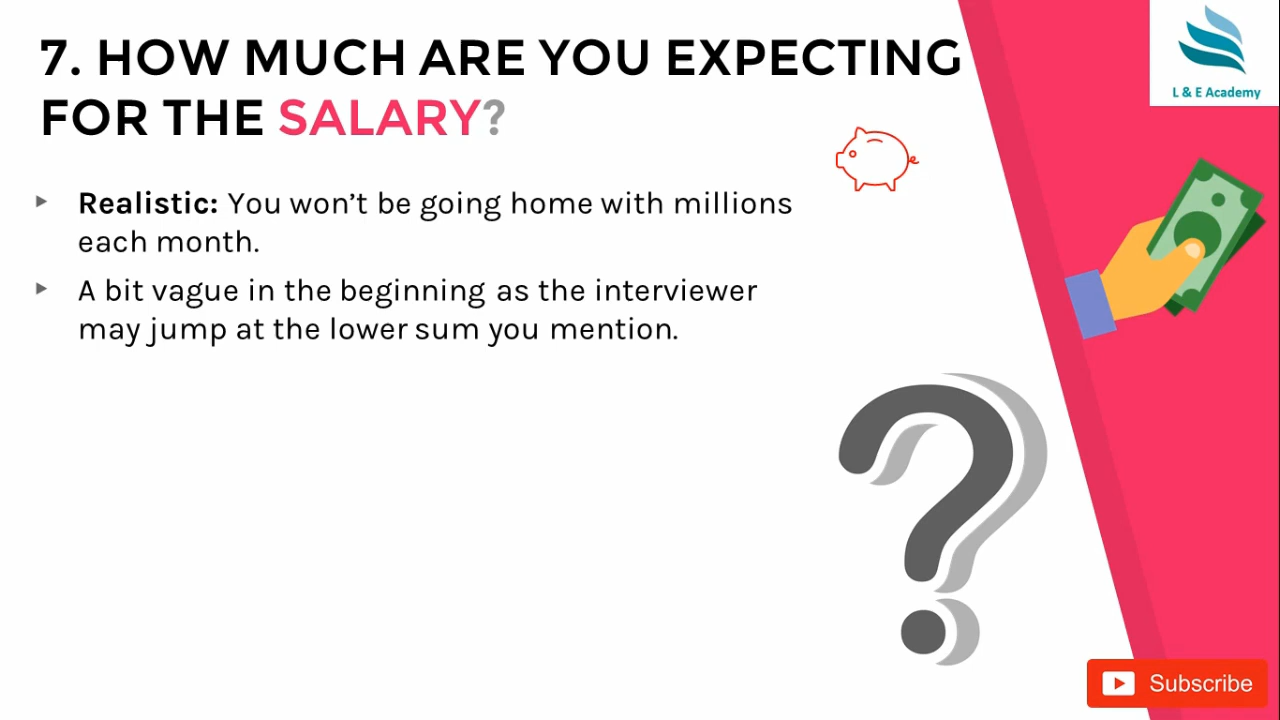 7. HOW MUCH ARE YOU EXPECTING
FOR THE SALARY?
L & E Academy
Realistic: You won't be going home with millions
each month.
A bit vague in the beginning as the interviewer
may jump at the lower sum you mention.
Subscribe